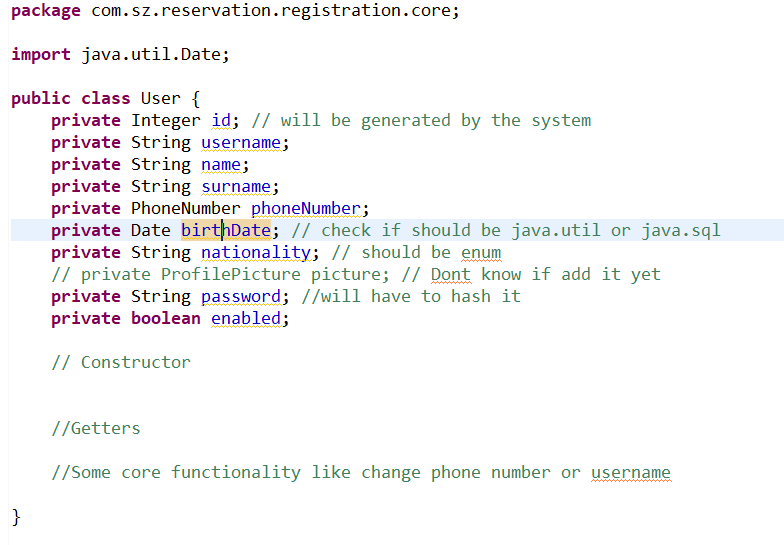 package com.sz.reservation.registration.core;
import java.util.Date;
public class User {
private Integer id; // will be generated by the system
private String username;
private String name;
private String surname;
private PhoneNumber phoneNumber;
private Date birthDate; // check if should be java.util or java.sql
private String nationality; // should be enum
// private ProfilePicture picture; // Dont know if add it yet
private String password; //will have to hash it
private boolean enabled;
// Constructor
//Getters
//Some core functionality like change phone number or username
}